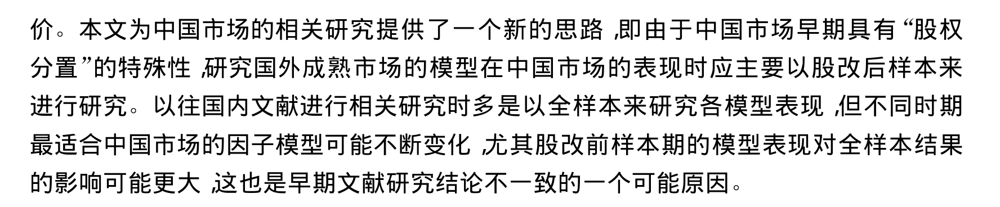 价。本文为中国市场的相关研究提供了一个新的思路,即由于中国市场早期具有“股权
分置”的特殊性,研究国外成熟市场的模型在中国市场的表现时应主要以股改后样本来
进行研究。以往国内文献进行相关研究时多是以全样本来研究各模型表现,但不同时期
最适合中国市场的因子模型可能不断变化,尤其股改前样本期的模型表现对全样本结果
的影响可能更大,这也是早期文献研究结论不一致的一个可能原因。